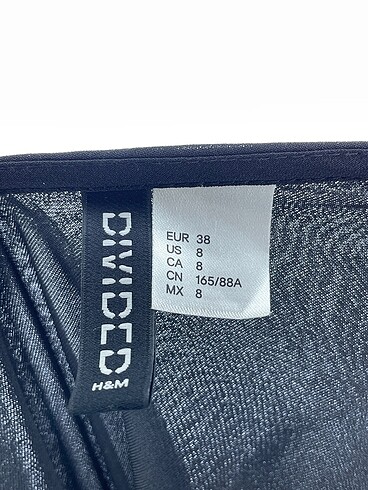 DIVIDED
H&M
EUR 38
US 8
CA 8
CN 165/88A
MX 8